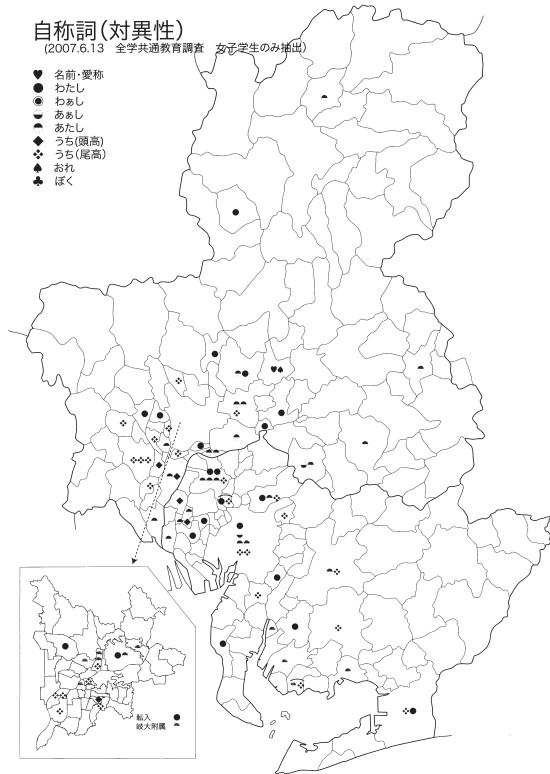 自称詞（対異性）
(2007.6.13　全学共通教育調査　女子学生のみ抽出)
名前・愛称
わたし
わぁし
あぁし
あたし
うち(頭高)
うち（尾高）
おれ
ぼく
転入
岐大附属